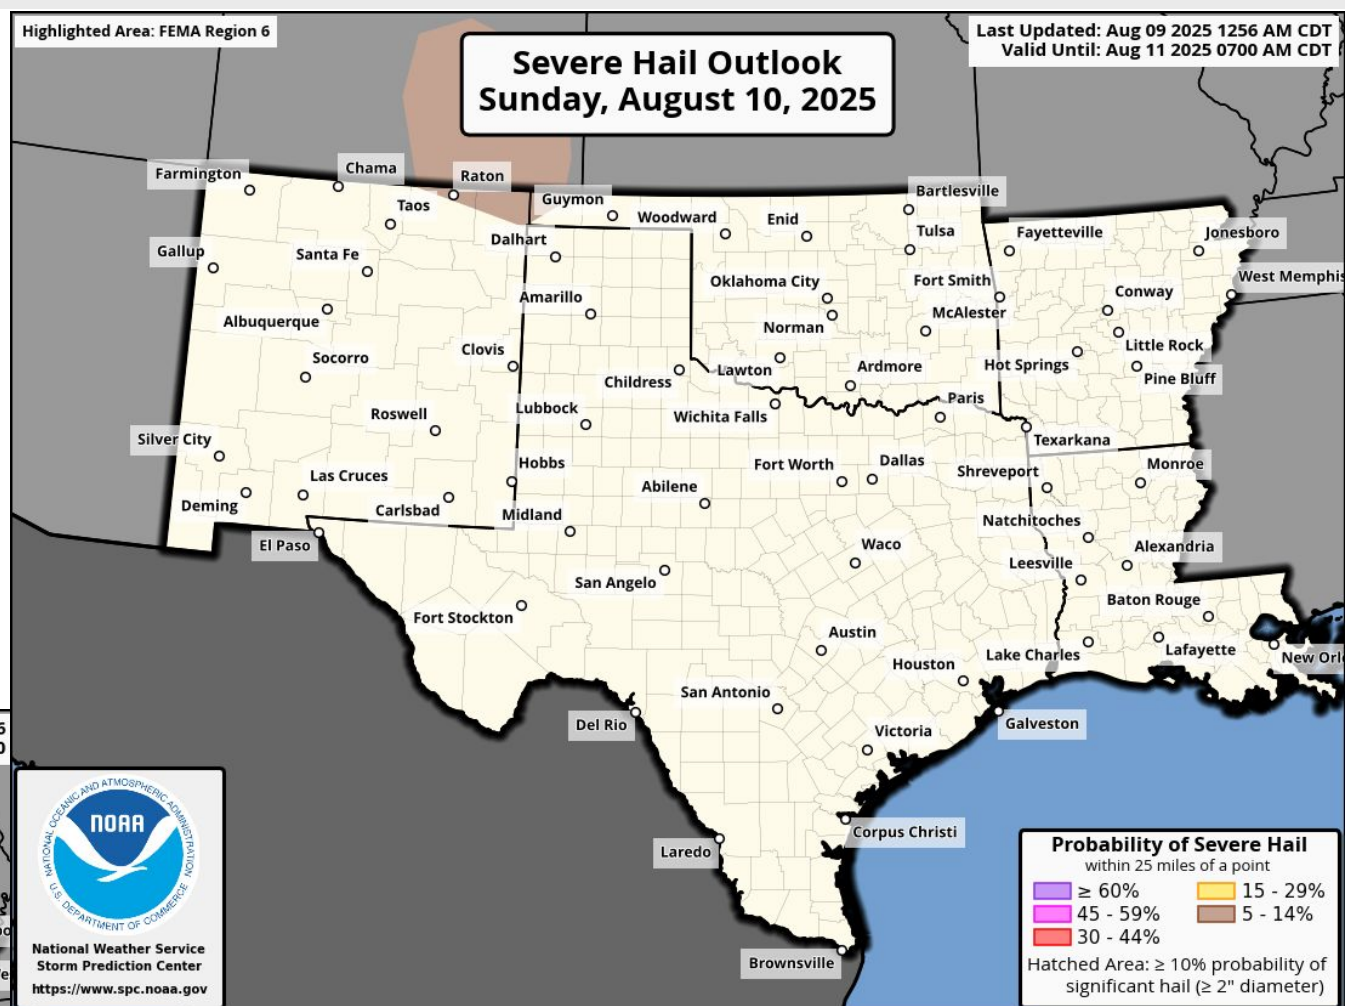 Highlighted Area: FEMA Region 6
Severe Hail Outlook
Sunday, August 10, 2025
Last Updated: Aug 09 2025 1256 AM CDT
Valid Until: Aug 11 2025 0700 AM CDT
Farmington
Chama
Raton
Taos
Guymon
Woodward
Enid
Bartlesville
Tulsa
Fayetteville
Jonesboro
Gallup
Santa Fe
Dalhart
Oklahoma City
Fort Smith
West Memphis
Albuquerque
Amarillo
Norman
McAlester
Conway
Little Rock
Socorro
Clovis
Childress
Lawton
Ardmore
Hot Springs
Pine Bluff
Roswell
Lubbock
Wichita Falls
Paris
Texarkana
Silver City
Las Cruces
Hobbs
Abilene
Fort Worth
Dallas
Shreveport
Monroe
Deming
Carlsbad
Midland
Natchitoches
El Paso
San Angelo
Waco
Leesville
Alexandria
Fort Stockton
Austin
Baton Rouge
Houston
Lake Charles
Lafayette
New Orl
San Antonio
Del Rio
Victoria
Galveston
Laredo
Corpus Christi
Brownsville
6
0
NATIONAL OCEANIC AND ATMOSPHERIC ADMINISTRATION
NOAA
U.S. DEPARTMENT OF COMMERCE
National Weather Service
Storm Prediction Center
https://www.spc.noaa.gov
Probability of Severe Hail
within 25 miles of a point
≥ 60%
15 - 29%
45 - 59%
5 - 14%
30 - 44%
Hatched Area: ≥ 10% probability of
significant hail (≥ 2" diameter)